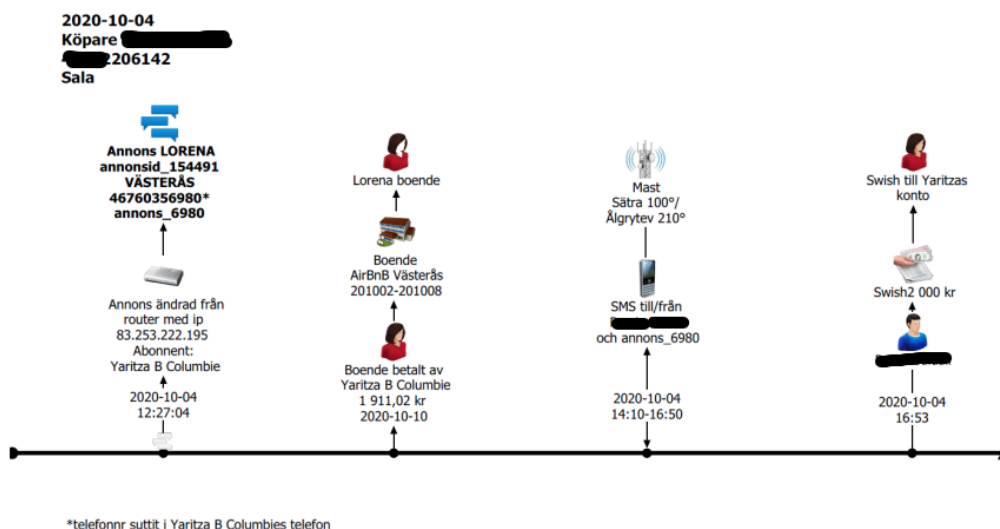 2020-10-04
Köpare
2206142
Sala
Annons LORENA
annonsid_154491
VÄSTERÅS
46760356980*
annons_6980
Annons ändrad från
router med ip
83.253.222.195
Abonnent:
Yaritza B Columbie
2020-10-04
12:27:04
Lorena boende
Boende
AirBnB Västerås
201002-201008
Boende betalt av
Yaritza B Columbie
1 911,02 kr
2020-10-10
Mast
Sätra 100°/
Ålgrytev 210°
SMS till/från
och annons_6980
2020-10-04
14:10-16:50
Swish till Yaritzas
konto
Swish2 000 kr
2020-10-04
16:53
*telefonnr suttit i Yaritza B Columbies telefon